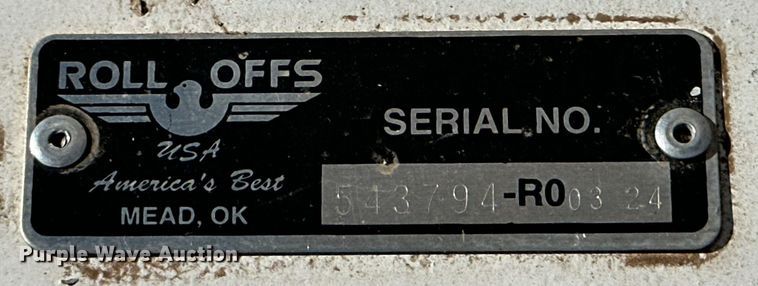 ROLL OFFS
USA
America's Best
MEAD, OK
SERIAL NO.
543794-R003 24
Purple Wave Auction